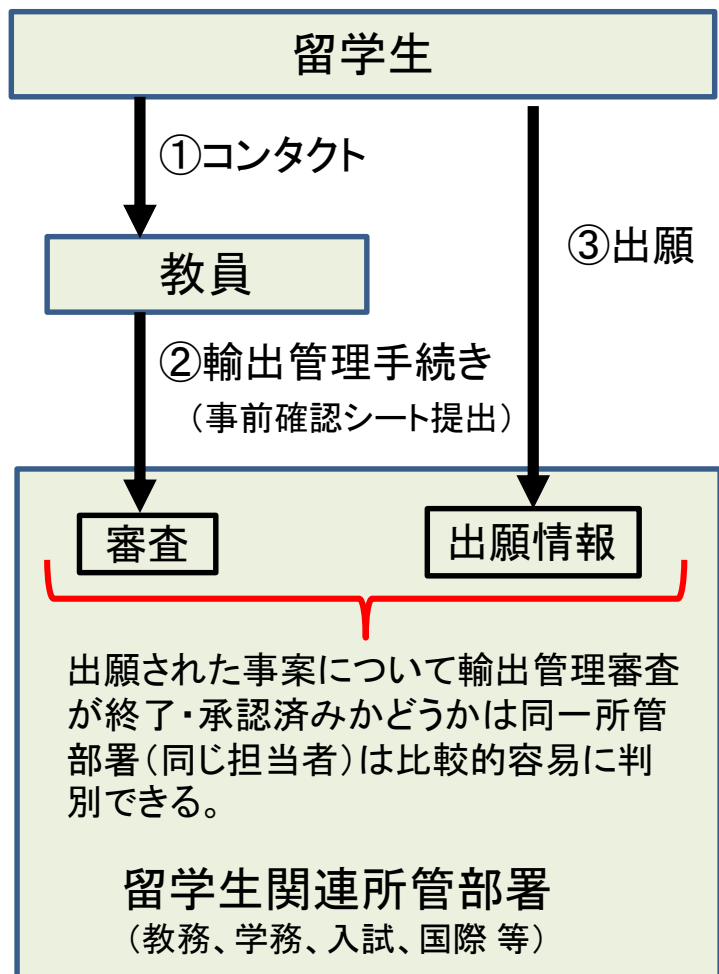 留学生
①コンタクト
教員
③出願
②輸出管理手続き
（事前確認シート提出）
審査
出願情報
出願された事案について輸出管理審査
が終了・承認済みかどうかは同一所管
部署（同じ担当者）は比較的容易に判
別できる。
留学生関連所管部署
（教務、学務、入試、国際 等）